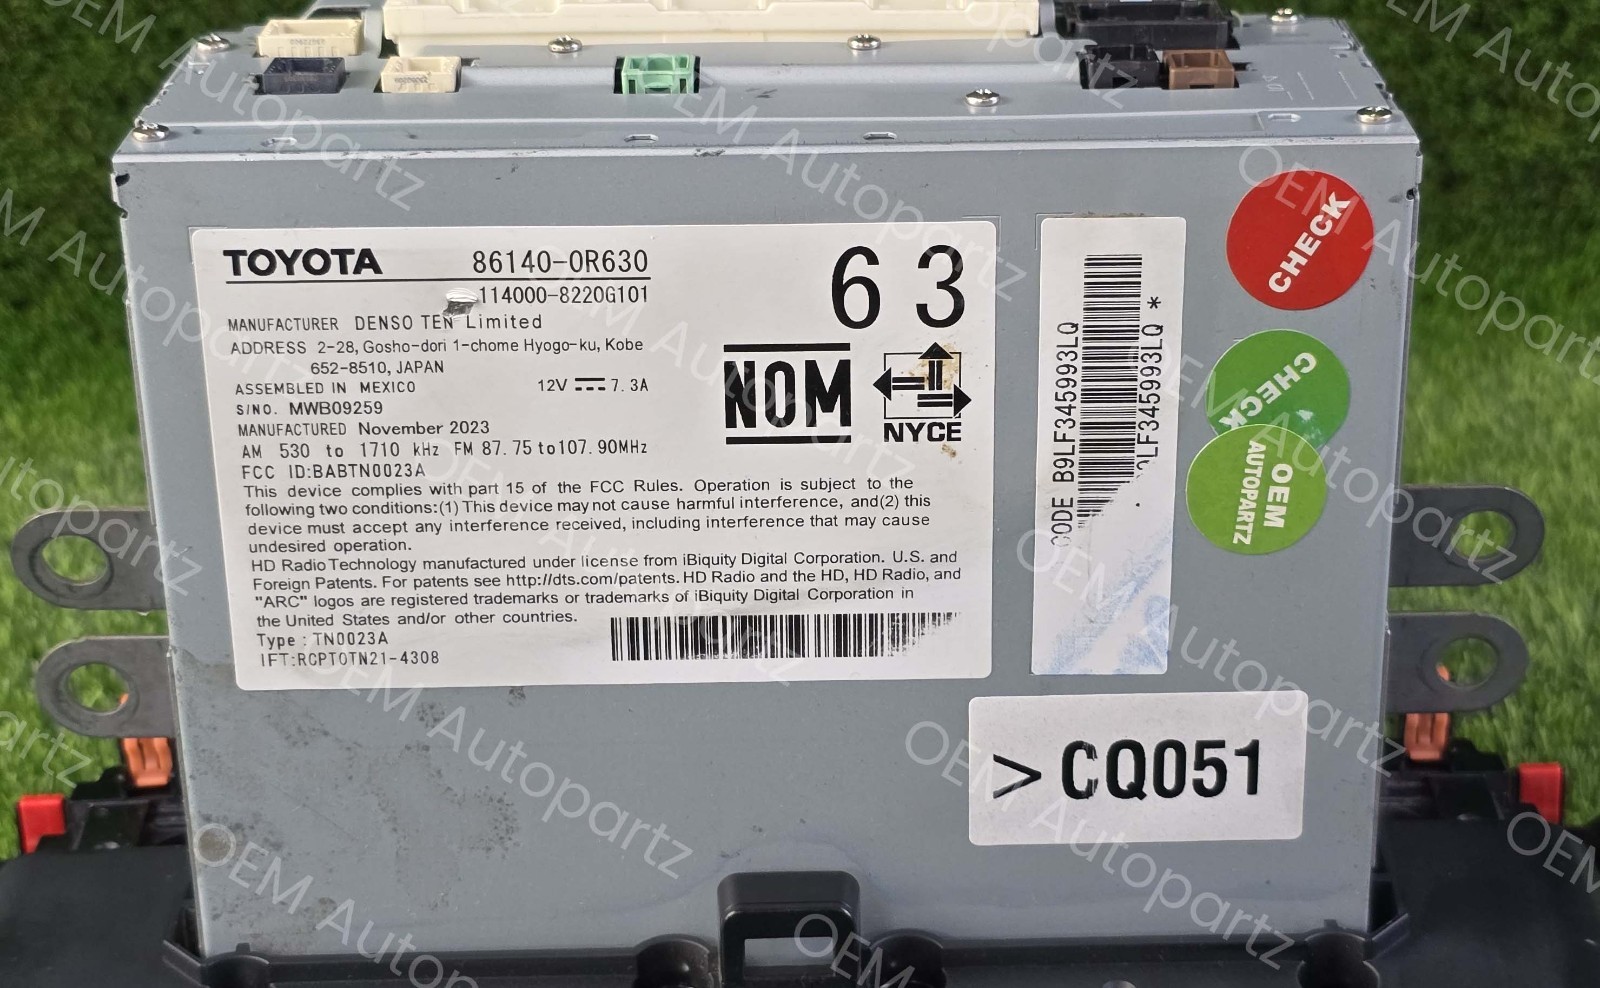 TOYOTA 86140-0R630
114000-8220G101
MANUFACTURER DENSO TEN Limited
ADDRESS 2-28, Gosho-dori 1-chome Hyogo-ku, Kobe
652-8510, JAPAN
ASSEMBLED IN MEXICO 12V 7.3A
S/NO. MWB09259
MANUFACTURED November 2023
AM 530 to 1710 kHz FM 87.75 to107.90MHz
FCC ID:BABTN0023A
This device complies with part 15 of the FCC Rules. Operation is subject to the
following two conditions:(1) This device may not cause harmful interference, and(2) this
device must accept any interference received, including interference that may cause
undesired operation.
HD Radio Technology manufactured under license from iBiquity Digital Corporation. U.S. and
Foreign Patents. For patents see http://dts.com/patents. HD Radio and the HD, HD Radio, and
"ARC" logos are registered trademarks or trademarks of iBiquity Digital Corporation in
the United States and/or other countries.
Type : TN0023A
IFT:RCPTOTN21-4308
63
NOM
NYCE
CODE B9LF345993LQ
LF345993LQ *
CHECK
CHECK
OEM
AUTOPARTZ
> CQ051
OEM Autopartz